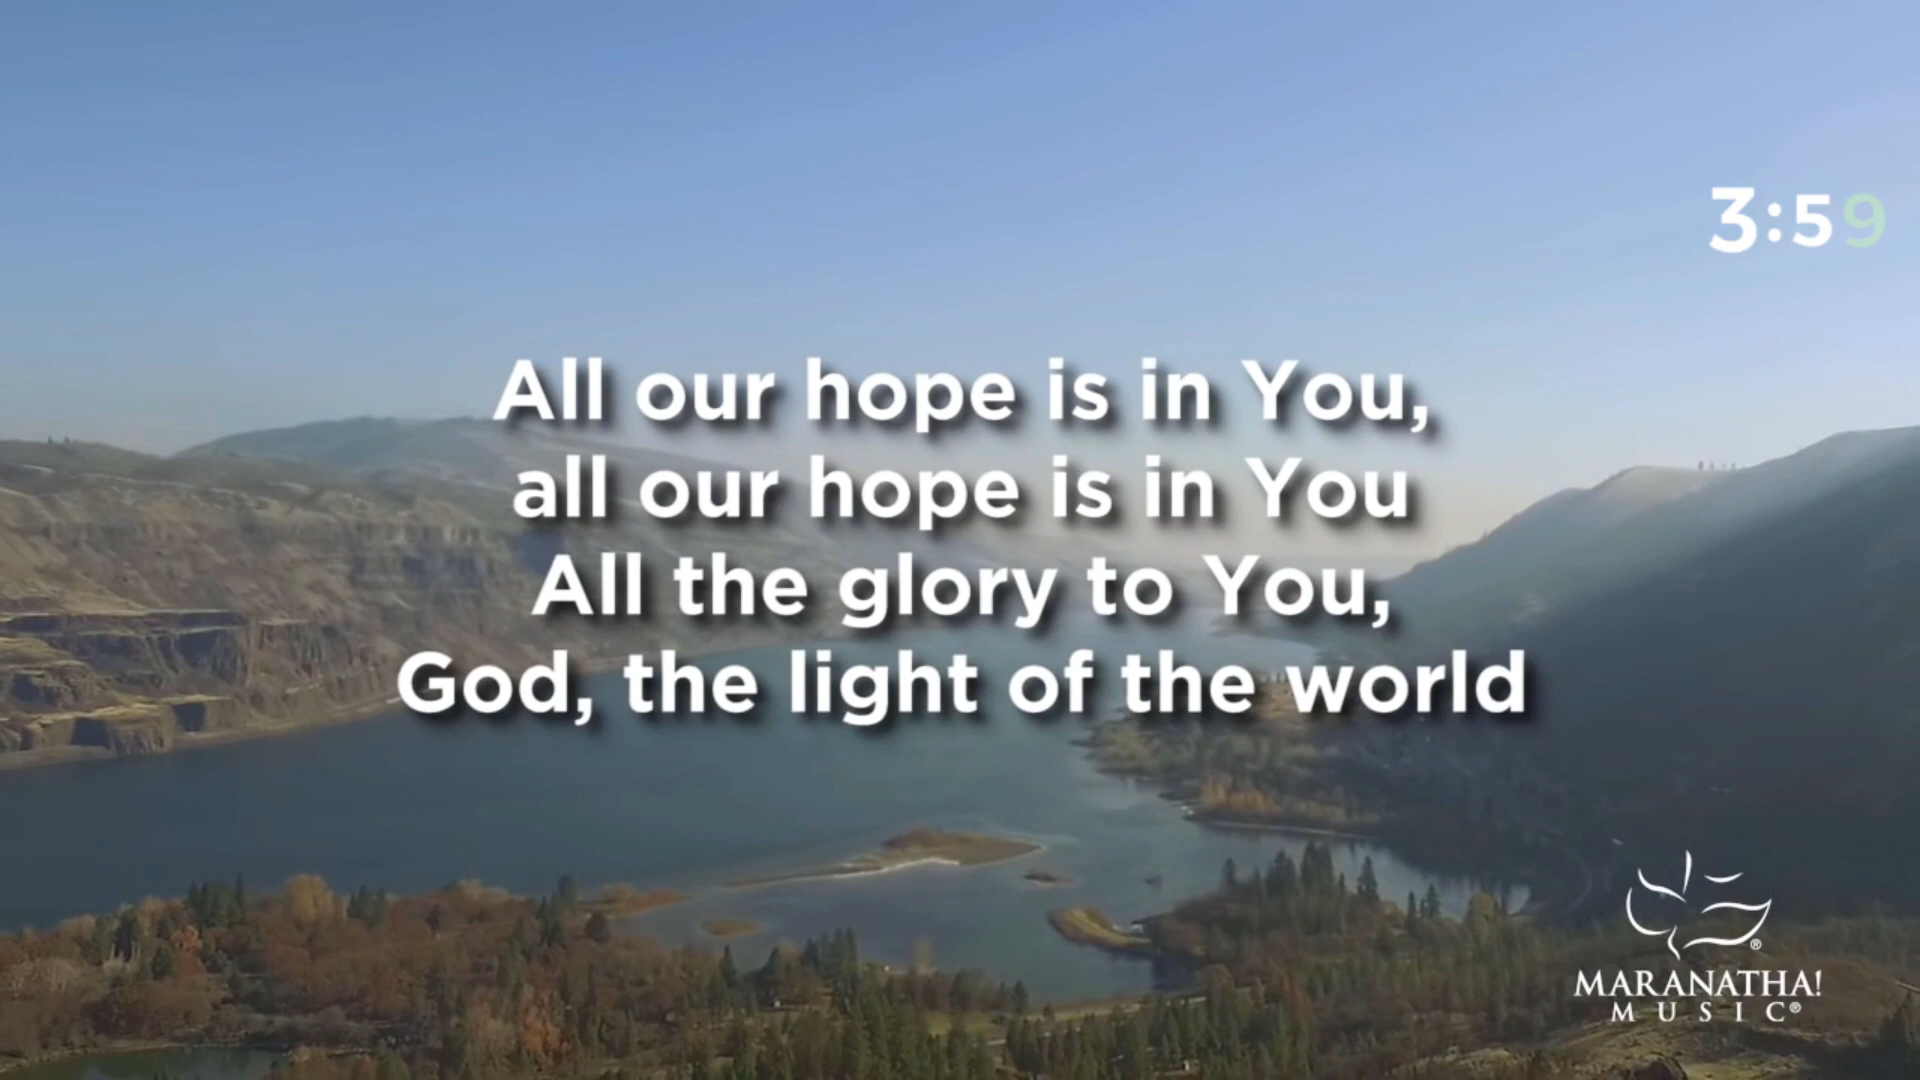 3:59
All our hope is in You,
all our hope is in You
All the glory to You,
God, the light of the world
MARANATHA!
MUSIC®